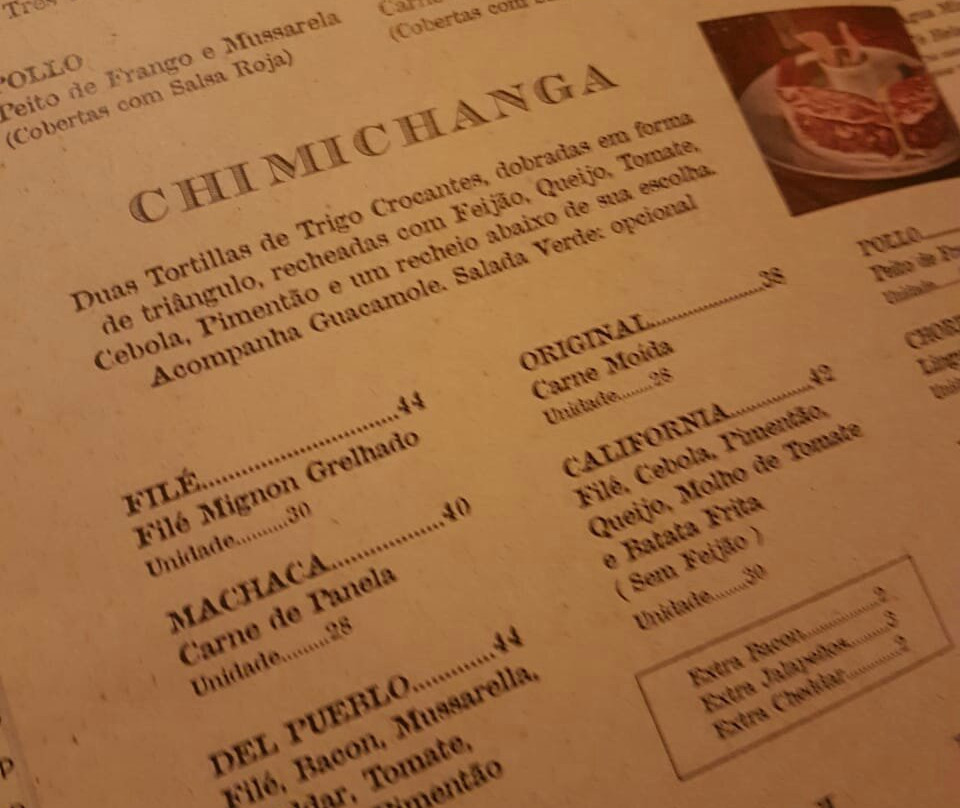 POLLO
Peito de Frango e Mussarela
(Cobertas com Salsa Roja)
(Cobertas com
CHIMICHANGA
Duas Tortillas de Trigo Crocantes, dobradas em forma
de triângulo, recheadas com Feijão, Queijo, Tomate,
Cebola, Pimentão e um recheio abaixo de sua escolha.
Acompanha Guacamole. Salada Verde: opcional
FILÉ..............................44
Filé Mignon Grelhado
Unidade.........30
MACHACA.................40
Carne de Panela
Unidade.........28
DEL PUEBLO...........44
Filé, Bacon, Mussarella,
Tomate,
Pimentão
ORIGINAL.................38
Carne Moída
Unidade.......28
CALIFORNIA............42
Filé, Cebola, Pimentão,
Queijo, Molho de Tomate
e Batata Frita
( Sem Feijão )
Unidade.......30
Extra Bacon...............2
Extra Jalapeños..........3
Extra Cheddar............2
POLLO
Peito de